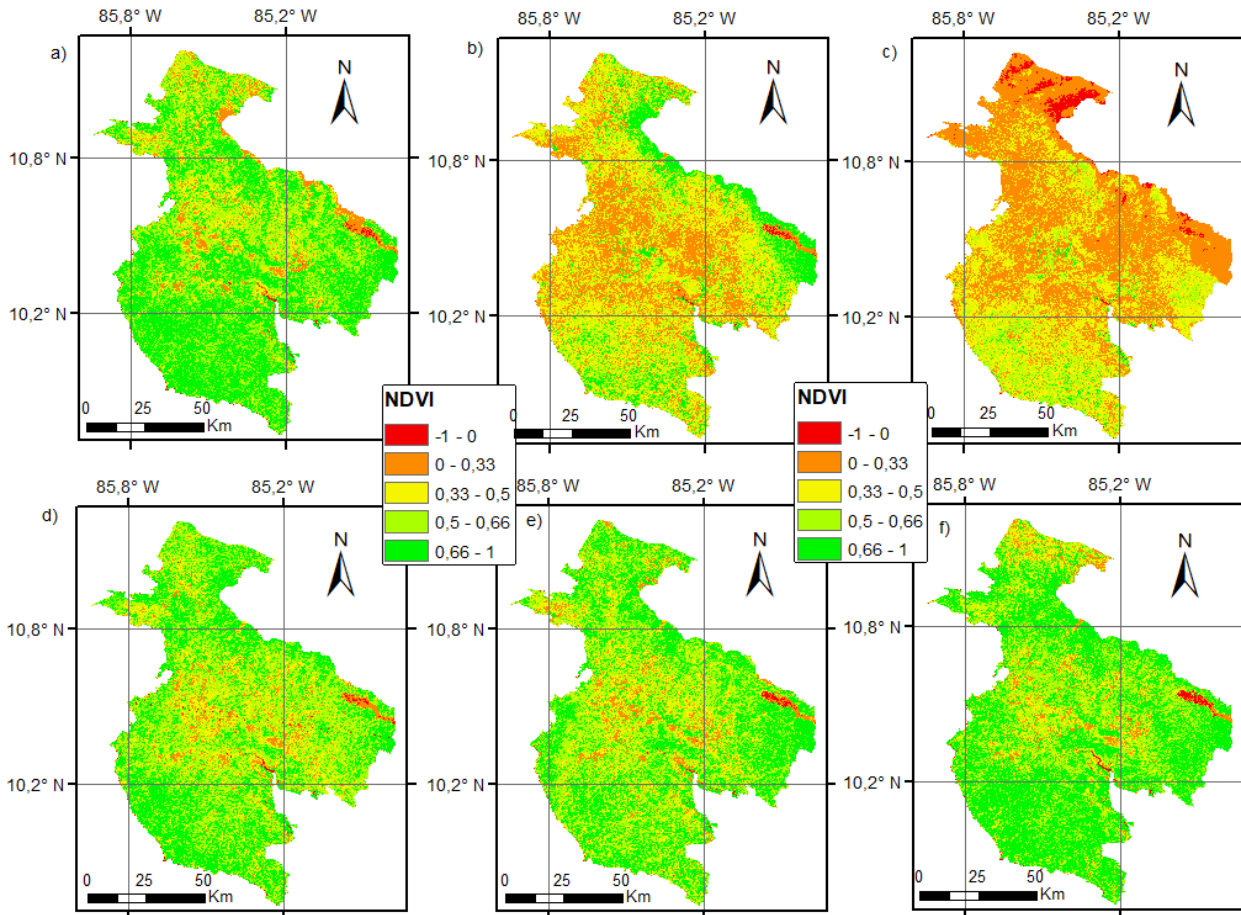 85,8° W 85,2° W
85,2° W
85,8° W 85,2° W
a)
N
b)
N
c)
N
10,8° N
10,8° N
10,8° N
10,2° N
10,2° N
10,2° N
0 25 50
Km
NDVI
-1 - 0
0 - 0,33
0,33 - 0,5
0,5 - 0,66
0,66 - 1
0 25 50
Km
NDVI
-1 - 0
0 - 0,33
0,33 - 0,5
0,5 - 0,66
0,66 - 1
0 25 50
Km
85,8° W 85,2° W
85,2° W
85,8° W 85,2° W
d)
N
e)
N
f)
N
10,8° N
10,8° N
10,8° N
10,2° N
10,2° N
10,2° N
0 25 50
Km
0 25 50
Km
0 25 50
Km